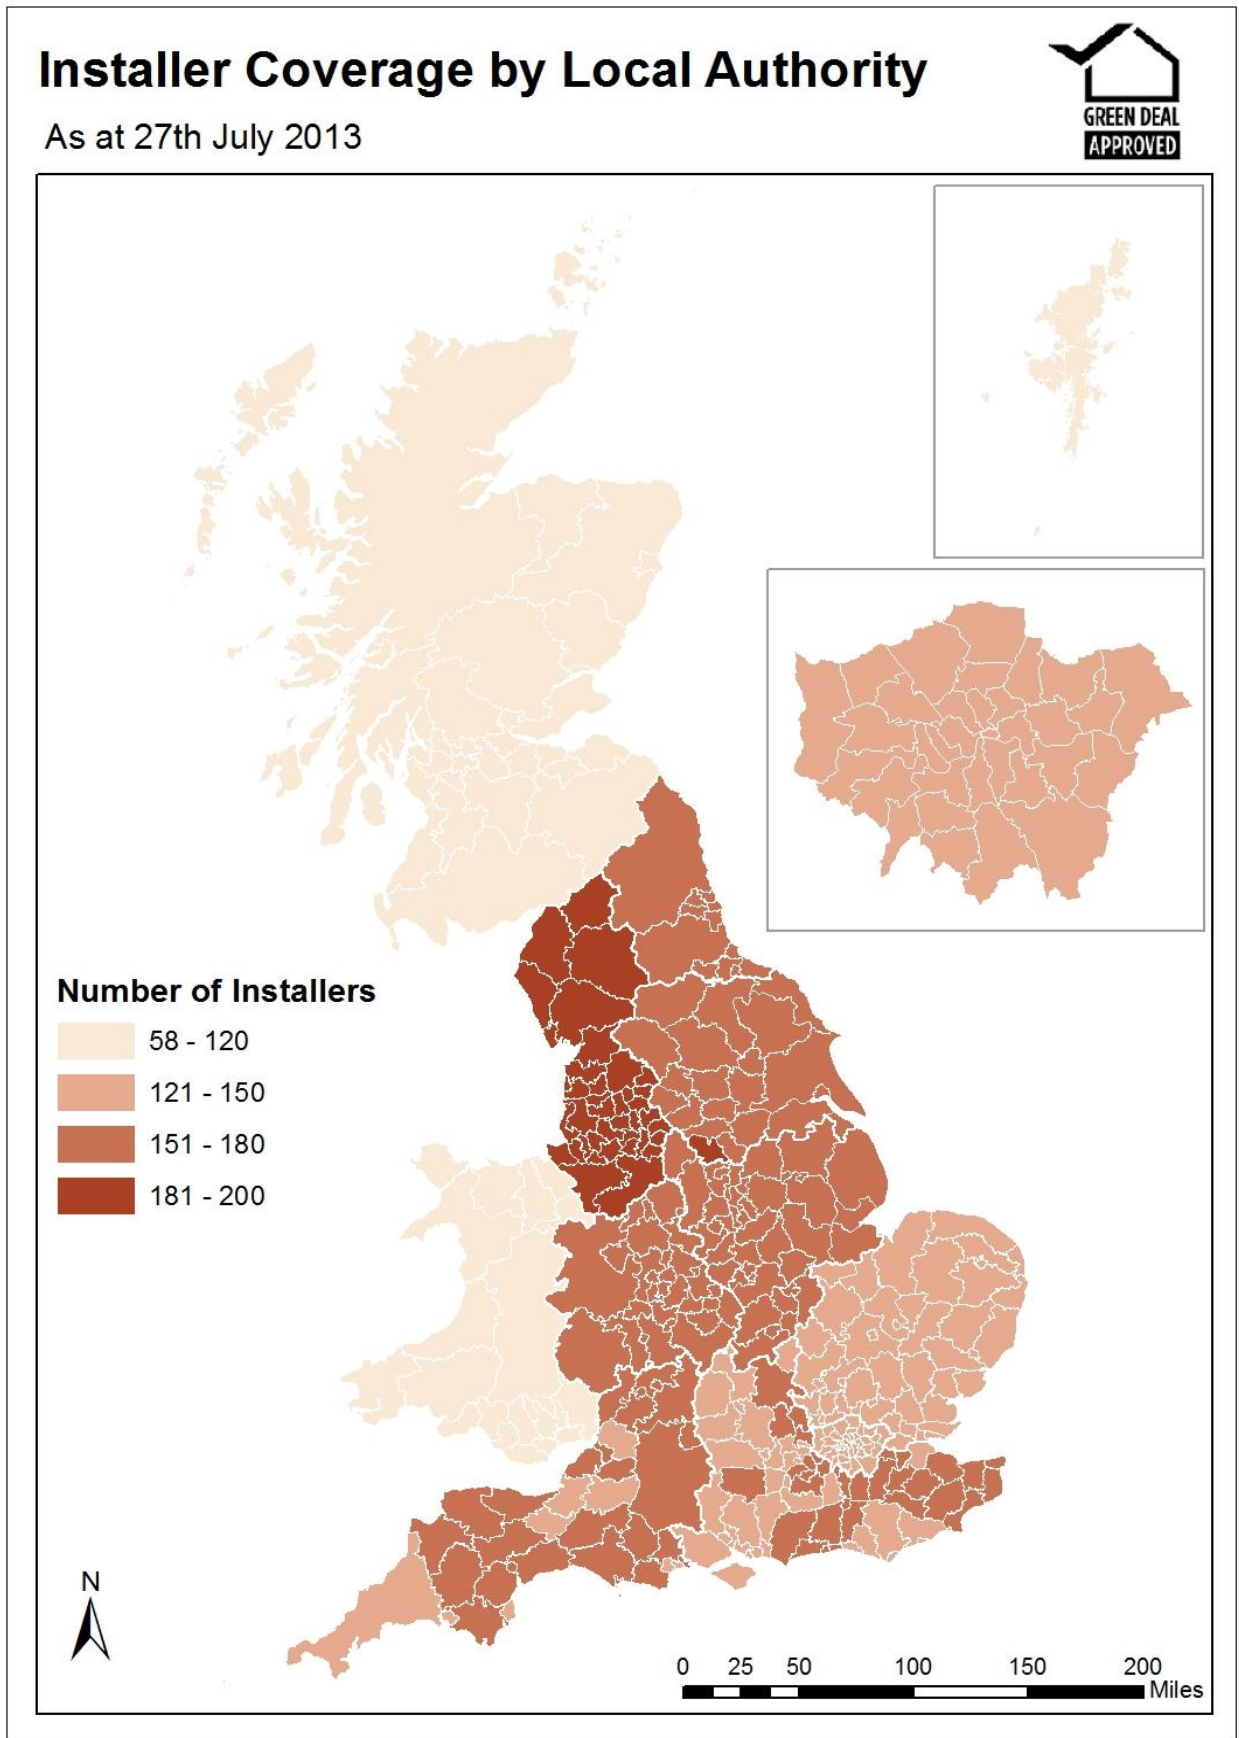 Installer Coverage by Local Authority
As at 27th July 2013
GREEN DEAL
APPROVED
Number of Installers
58 - 120
121 - 150
151 - 180
181 - 200
N
0 25 50 100 150 200
Miles